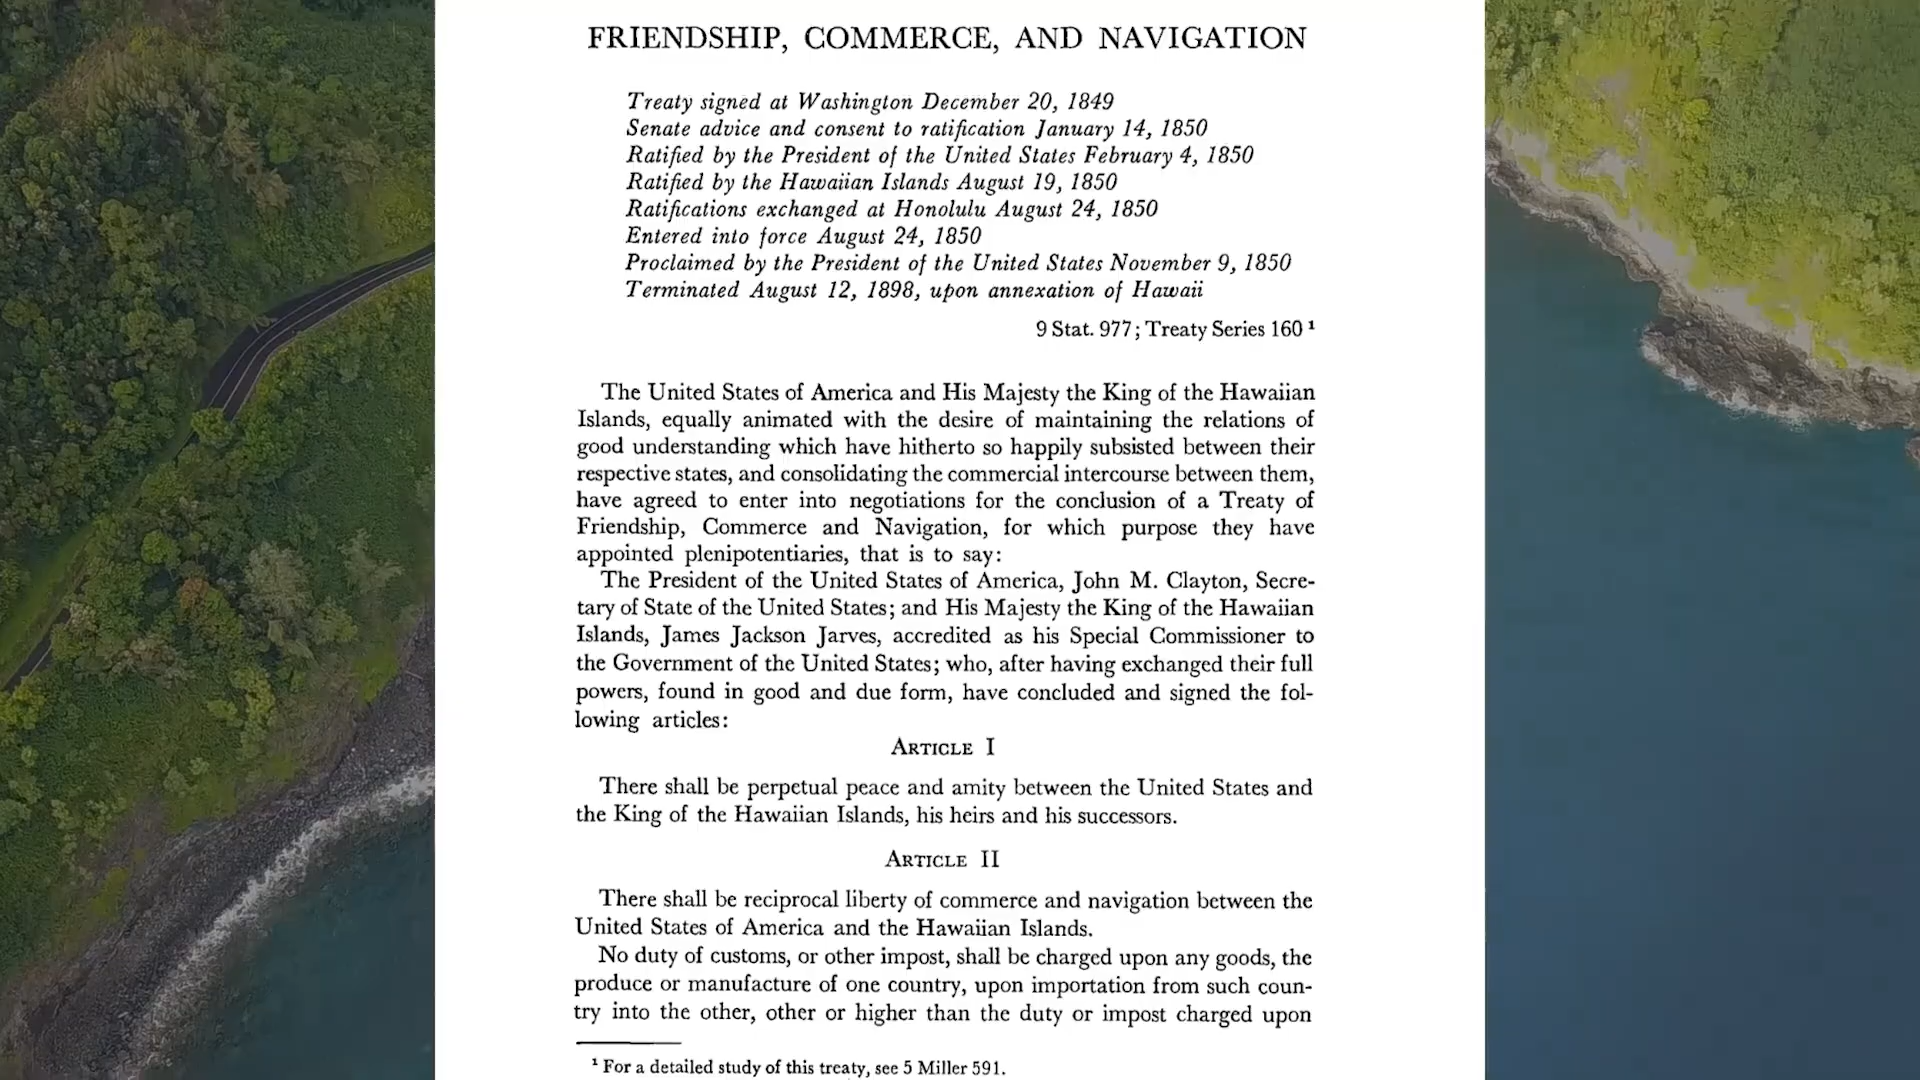 FRIENDSHIP, COMMERCE, AND NAVIGATION
Treaty signed at Washington December 20, 1849
Senate advice and consent to ratification January 14, 1850
Ratified by the President of the United States February 4, 1850
Ratified by the Hawaiian Islands August 19, 1850
Ratifications exchanged at Honolulu August 24, 1850
Entered into force August 24, 1850
Proclaimed by the President of the United States November 9, 1850
Terminated August 12, 1898, upon annexation of Hawaii
9 Stat. 977; Treaty Series 160 ¹
The United States of America and His Majesty the King of the Hawaiian
Islands, equally animated with the desire of maintaining the relations of
good understanding which have hitherto so happily subsisted between their
respective states, and consolidating the commercial intercourse between them,
have agreed to enter into negotiations for the conclusion of a Treaty of
Friendship, Commerce and Navigation, for which purpose they have
appointed plenipotentiaries, that is to say:
The President of the United States of America, John M. Clayton, Secre-
tary of State of the United States; and His Majesty the King of the Hawaiian
Islands, James Jackson Jarves, accredited as his Special Commissioner to
the Government of the United States; who, after having exchanged their full
powers, found in good and due form, have concluded and signed the fol-
lowing articles:
ARTICLE I
There shall be perpetual peace and amity between the United States and
the King of the Hawaiian Islands, his heirs and his successors.
ARTICLE II
There shall be reciprocal liberty of commerce and navigation between the
United States of America and the Hawaiian Islands.
No duty of customs, or other impost, shall be charged upon any goods, the
produce or manufacture of one country, upon importation from such coun-
try into the other, other or higher than the duty or impost charged upon
¹ For a detailed study of this treaty, see 5 Miller 591.